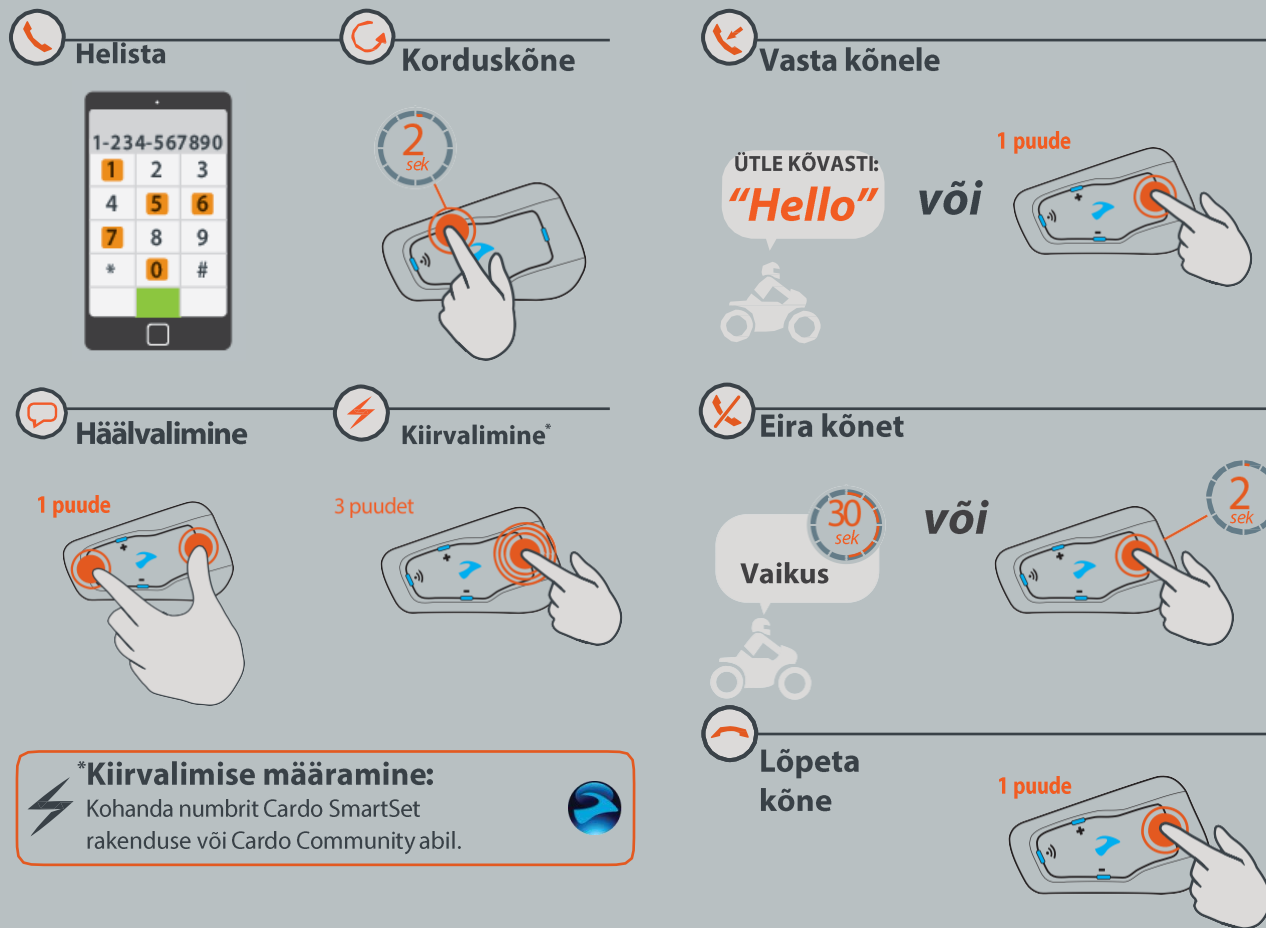 Helista
1-234-567890
1 2 3
4 5 6
7 8 9
* 0 #
Korduskõne
2
sek
Häälvalimine
1 puude
Kiirvalimine*
3 puudet
*Kiirvalimise määramine:
Kohanda numbrit Cardo SmartSet
rakenduse või Cardo Community abil.
Vasta kõnele
ÜTLE KÕVASTI:
“Hello”
või
1 puude
+
-
Eira kõnet
30
sek
Vaikus
või
2
sek
Lõpeta
kõne
1 puude